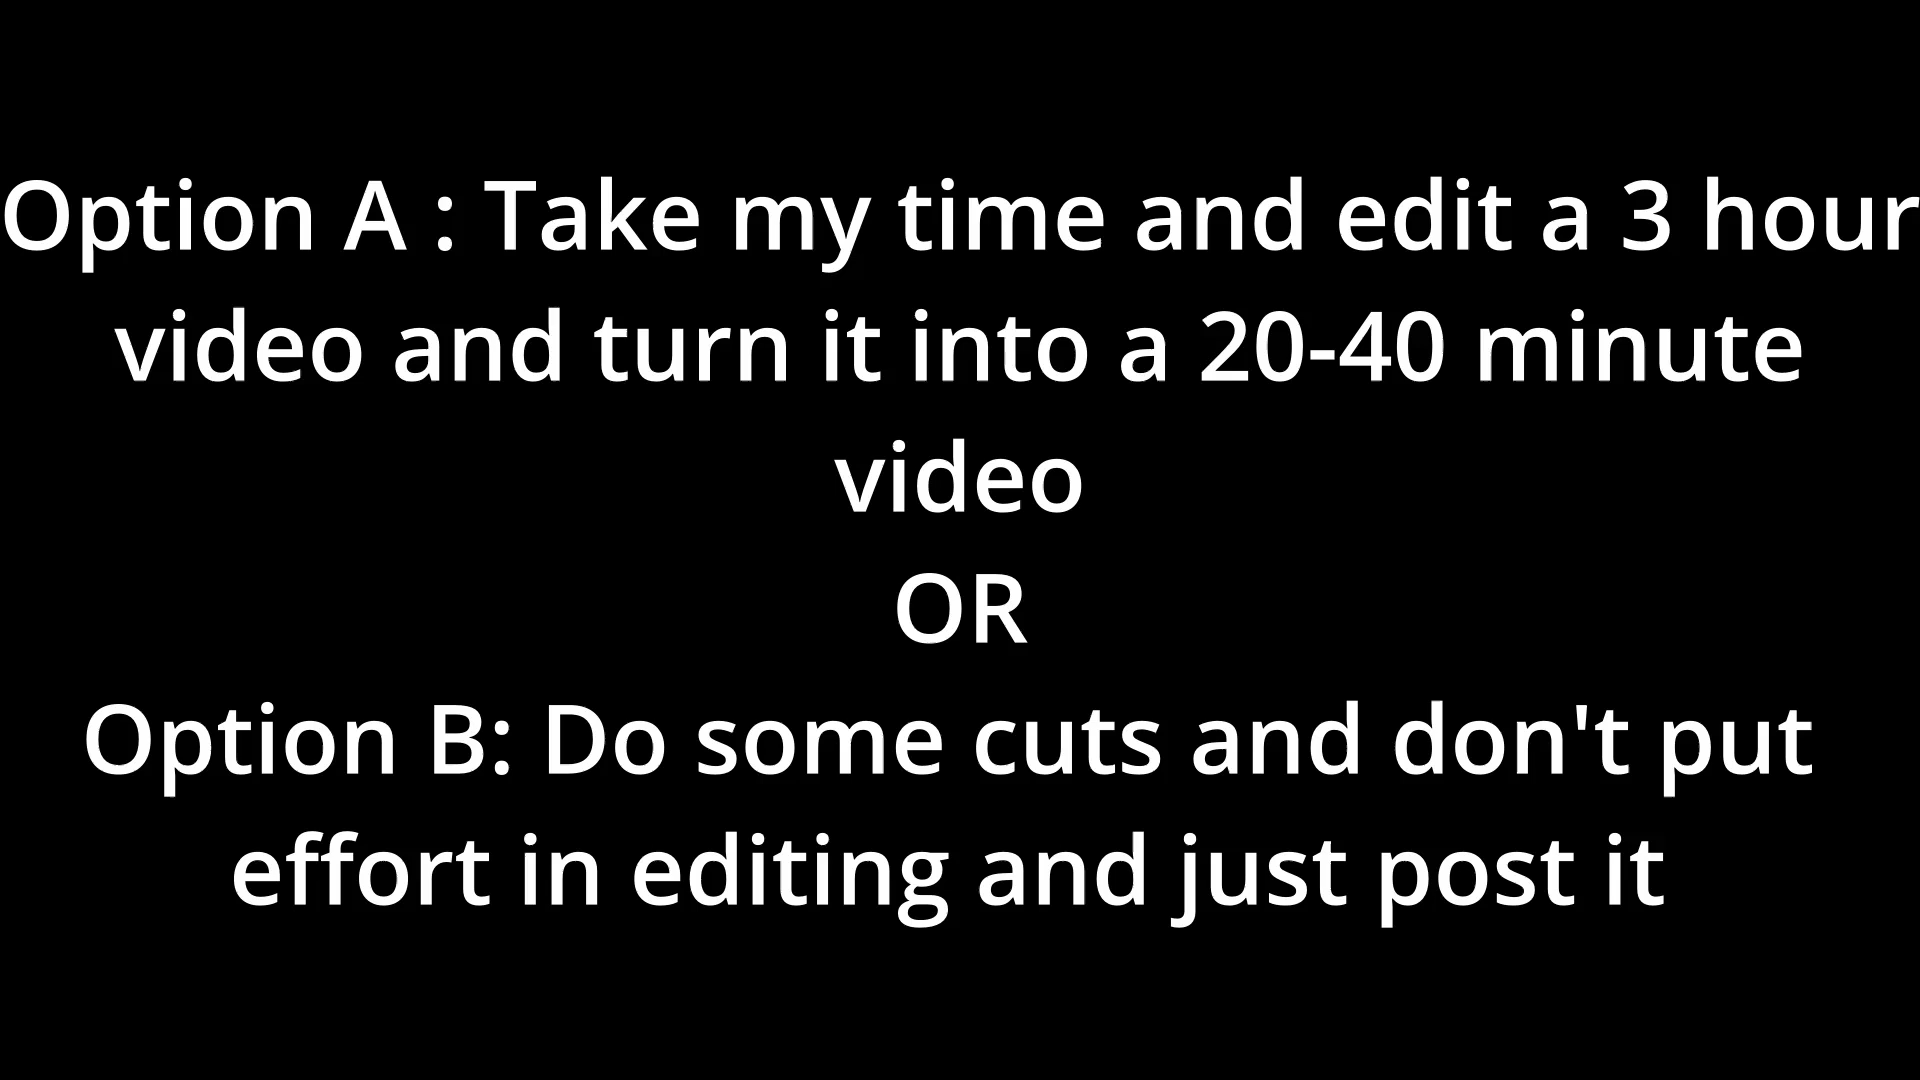 Option A : Take my time and edit a 3 hour
video and turn it into a 20-40 minute
video
OR
Option B: Do some cuts and don't put
effort in editing and just post it